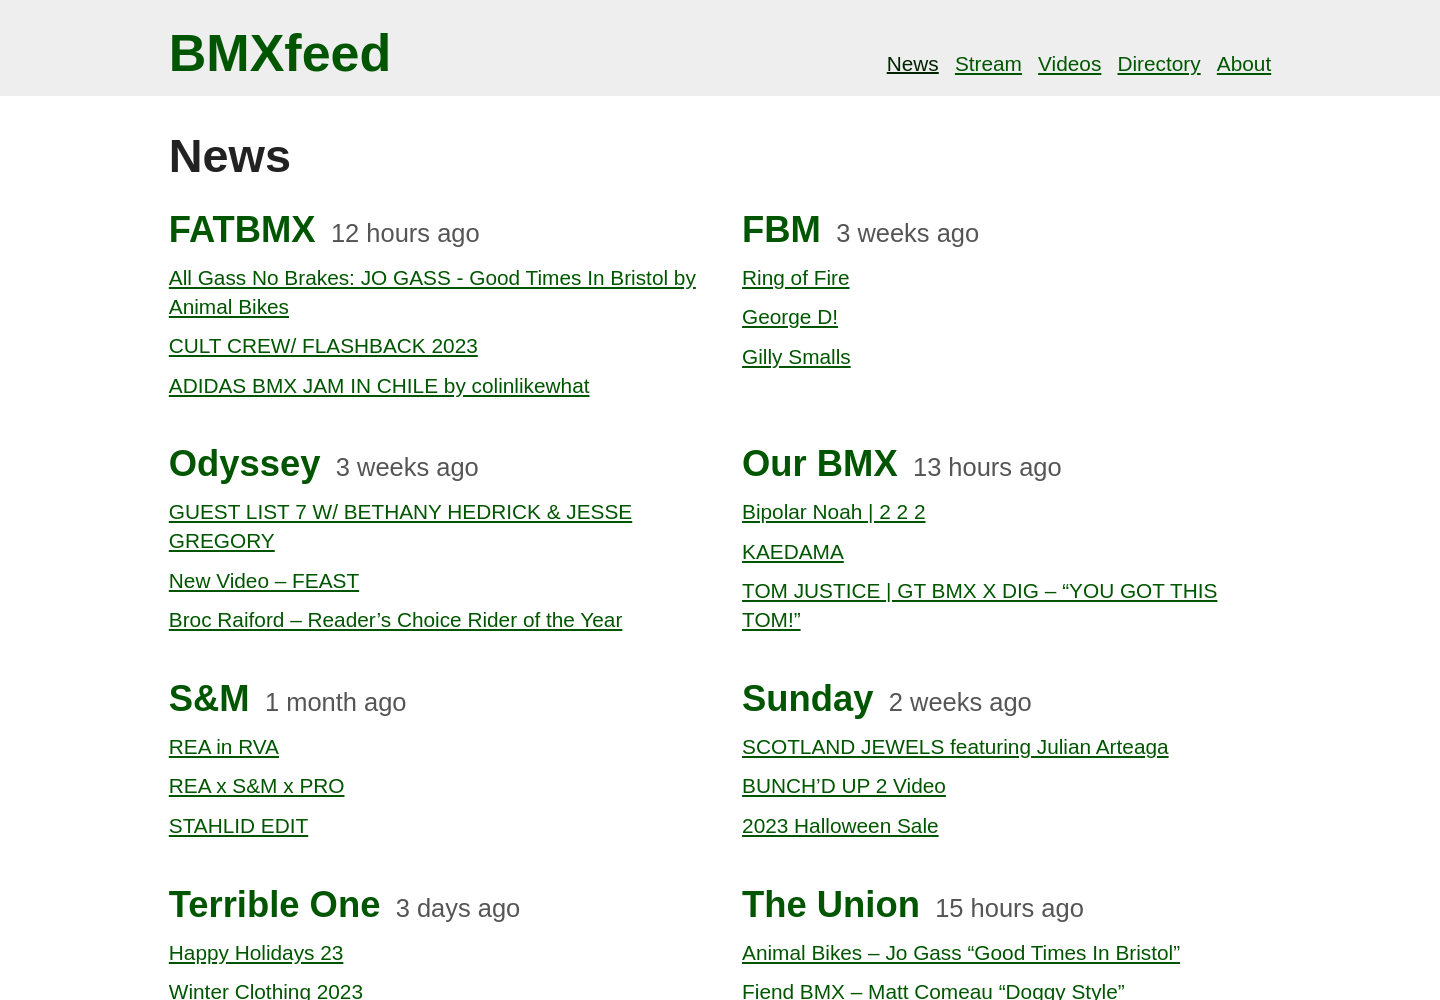 BMXfeed
News Stream Videos Directory About
News
FATBMX 12 hours ago
All Gass No Brakes: JO GASS - Good Times In Bristol by
Animal Bikes
CULT CREW/ FLASHBACK 2023
ADIDAS BMX JAM IN CHILE by colinlikewhat
FBM 3 weeks ago
Ring of Fire
George D!
Gilly Smalls
Odyssey 3 weeks ago
GUEST LIST 7 W/ BETHANY HEDRICK & JESSE
GREGORY
New Video – FEAST
Broc Raiford – Reader’s Choice Rider of the Year
Our BMX 13 hours ago
Bipolar Noah | 2 2 2
KAEDAMA
TOM JUSTICE | GT BMX X DIG – “YOU GOT THIS
TOM!”
S&M 1 month ago
REA in RVA
REA x S&M x PRO
STAHLID EDIT
Sunday 2 weeks ago
SCOTLAND JEWELS featuring Julian Arteaga
BUNCH’D UP 2 Video
2023 Halloween Sale
Terrible One 3 days ago
Happy Holidays 23
Winter Clothing 2023
The Union 15 hours ago
Animal Bikes – Jo Gass “Good Times In Bristol”
Fiend BMX – Matt Comeau “Doggy Style”